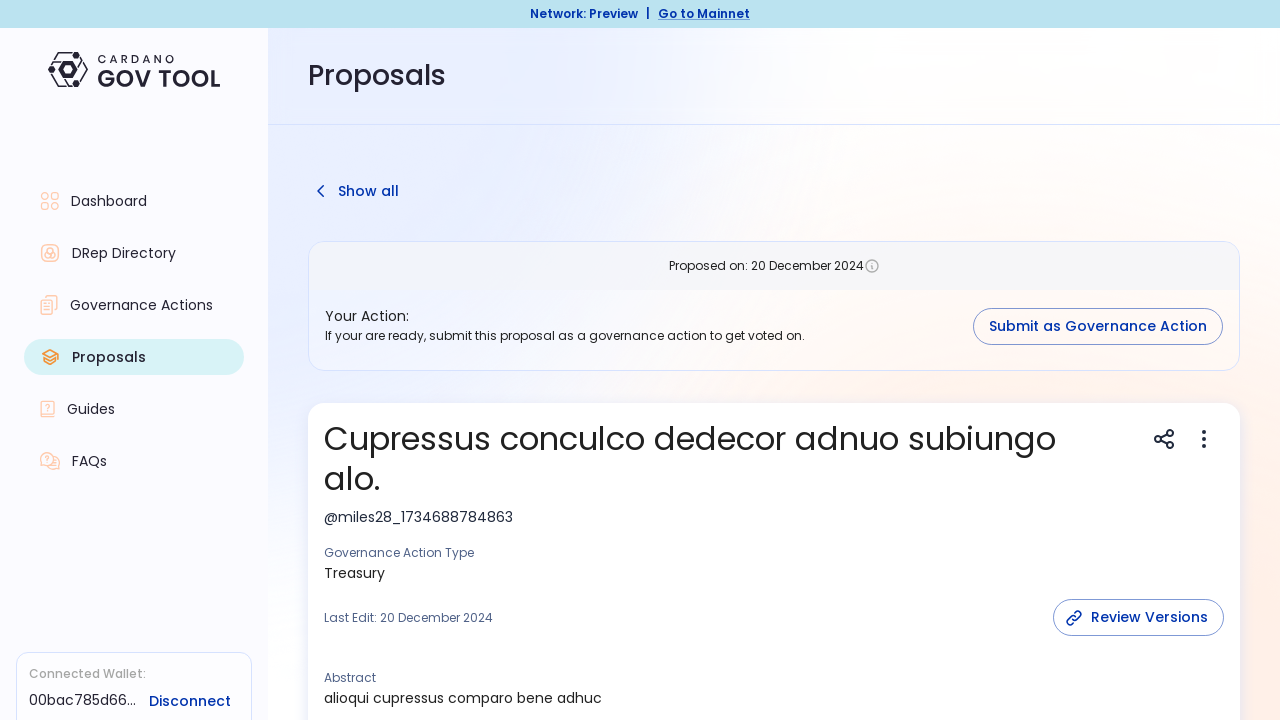 Network: Preview | Go to Mainnet
CARDANO
GOV TOOL
Proposals
Dashboard
DRep Directory
Governance Actions
Proposals
Guides
FAQs
Connected Wallet:
00bac785d66...
Disconnect
Show all
Proposed on: 20 December 2024
Your Action:
If your are ready, submit this proposal as a governance action to get voted on.
Submit as Governance Action
Cupressus conculco dedecor adnuo subiungo
alo.
@miles28_1734688784863
Governance Action Type
Treasury
Last Edit: 20 December 2024
Review Versions
Abstract
alioqui cupressus comparo bene adhuc